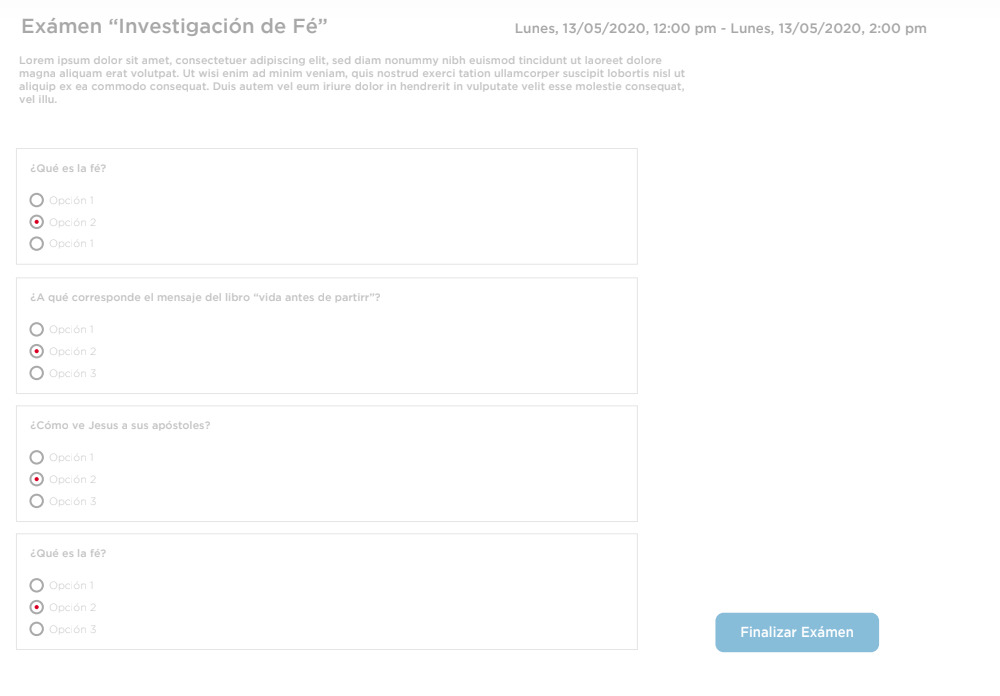 Exámen “Investigación de Fé”
Lunes, 13/05/2020, 12:00 pm - Lunes, 13/05/2020, 2:00 pm
Lorem ipsum dolor sit amet, consectetuer adipiscing elit, sed diam nonummy nibh euismod tincidunt ut laoreet dolore
magna aliquam erat volutpat. Ut wisi enim ad minim veniam, quis nostrud exerci tation ullamcorper suscipit lobortis nisl ut
aliquip ex ea commodo consequat. Duis autem vel eum iriure dolor in hendrerit in vulputate velit esse molestie consequat,
vel illu.
¿Qué es la fé?
Opción 1
Opción 2
Opción 1
¿A qué corresponde el mensaje del libro “vida antes de partirr”?
Opción 1
Opción 2
Opción 3
¿Cómo ve Jesus a sus apóstoles?
Opción 1
Opción 2
Opción 3
¿Qué es la fé?
Opción 1
Opción 2
Opción 3
Finalizar Exámen